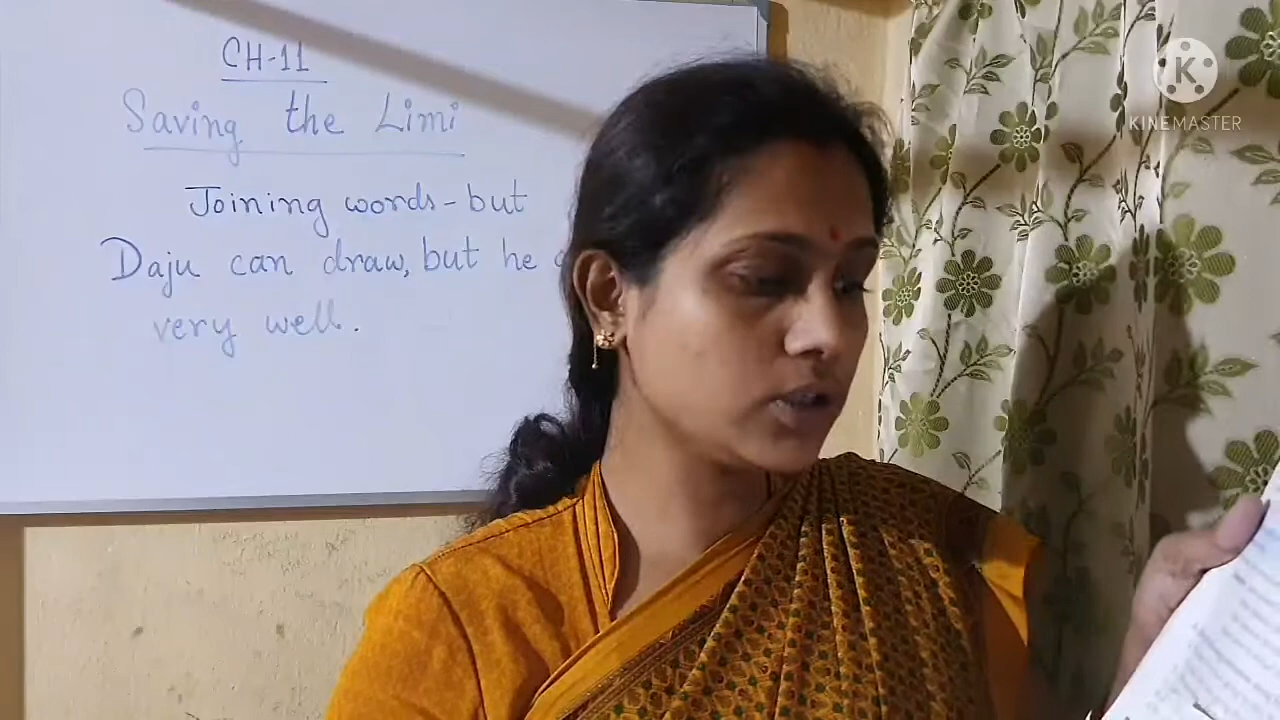 CH-11
Saving the Limi
Joining words - but
Daju can draw, but he
very well.
K
KINEMASTER